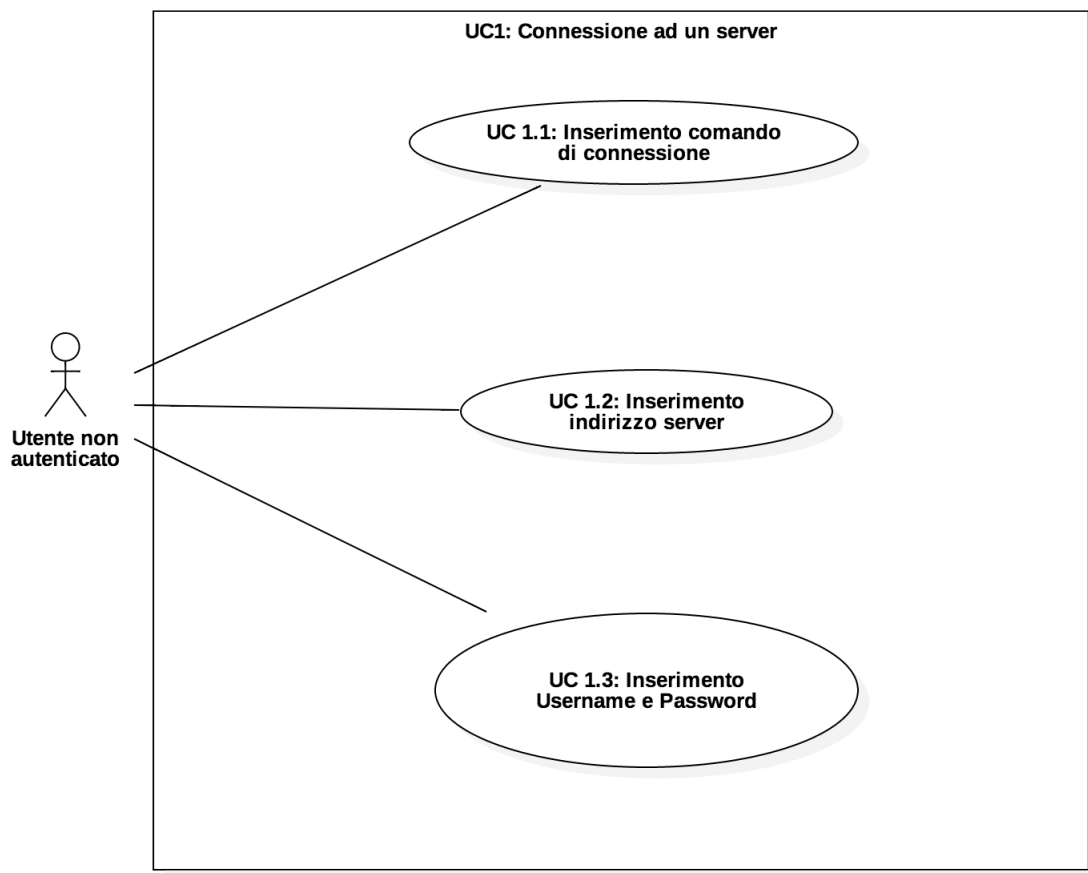 UC1: Connessione ad un server
UC 1.1: Inserimento comando
di connessione
UC 1.2: Inserimento
indirizzo server
Utente non
autenticato
UC 1.3: Inserimento
Username e Password